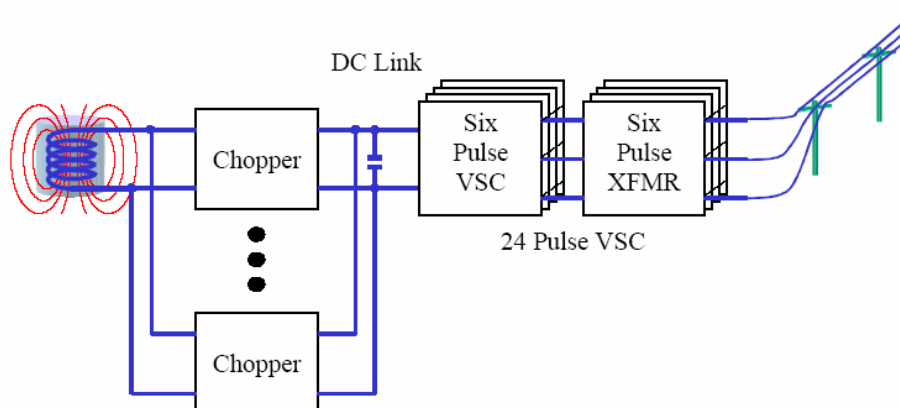 DC Link
Chopper
Six
Pulse
VSC
Six
Pulse
XFMR
24 Pulse VSC
Chopper